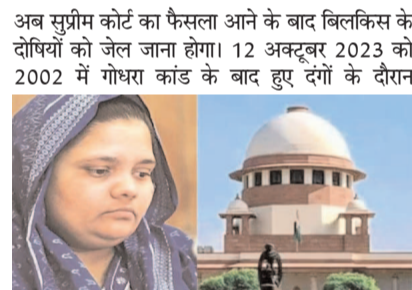 अब सुप्रीम कोर्ट का फैसला आने के बाद बिलकिस के
दोषियों को जेल जाना होगा। 12 अक्टूबर 2023 को
2002 में गोधरा कांड के बाद हुए दंगों के दौरान